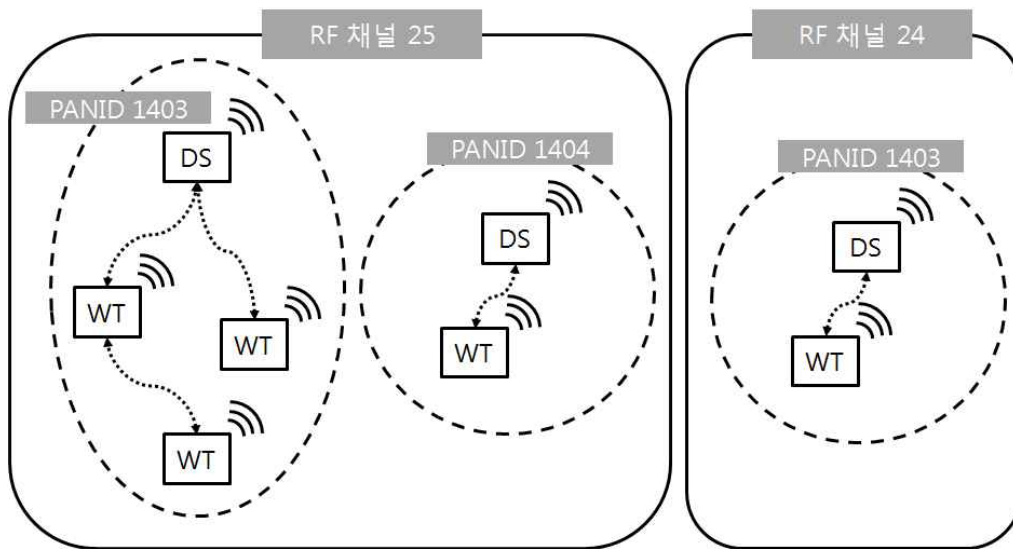 RF 채널 25
RF 채널 24
PANID 1403
DS
WT
WT
WT
PANID 1404
DS
WT
PANID 1403
DS
WT